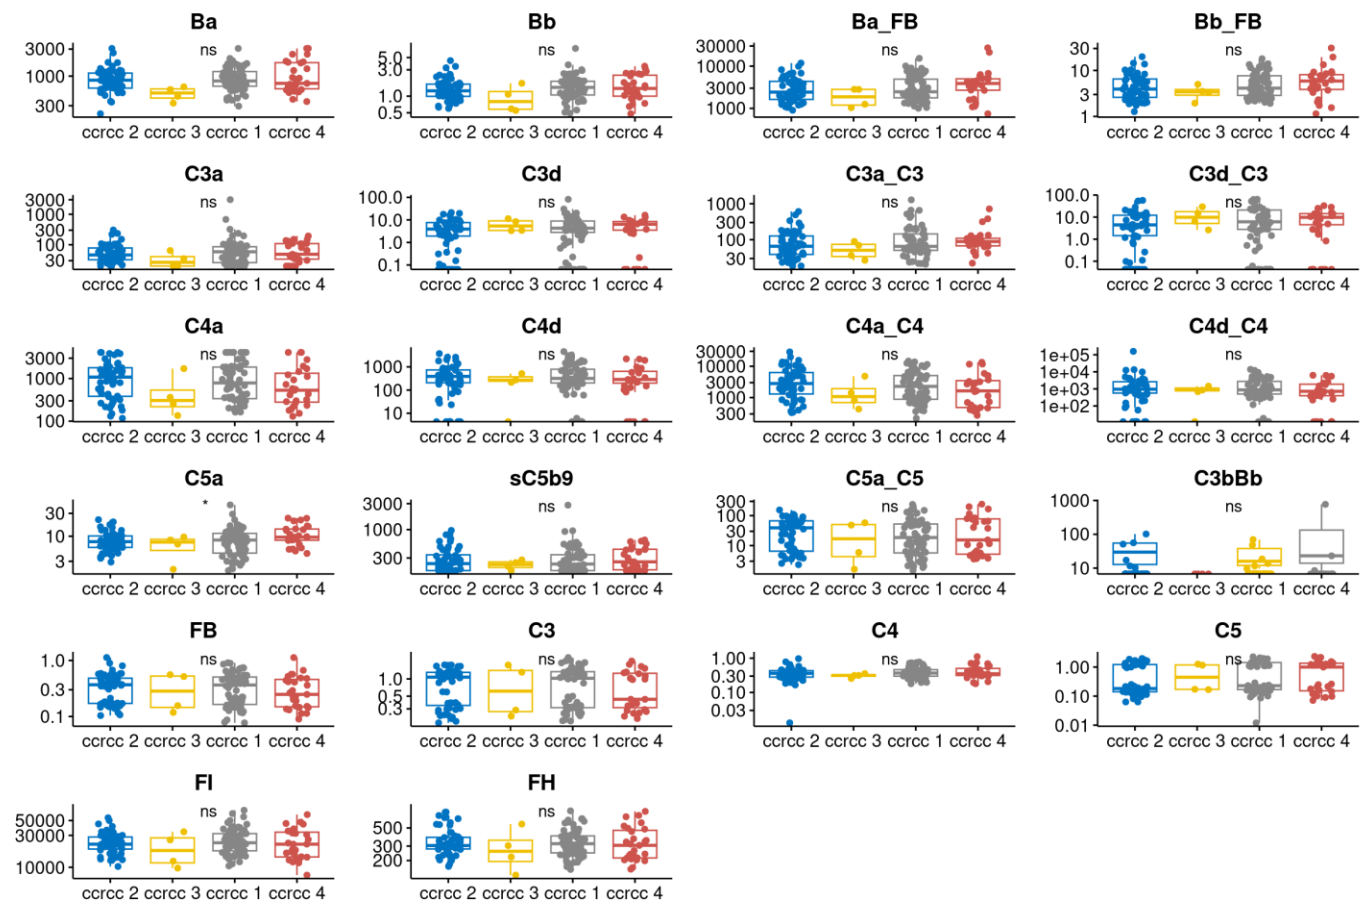 Ba
3000
1000
300
ns
ccrcc 2 ccrcc 3 ccrcc 1 ccrcc 4
Bb
5.0
3.0
1.0
0.5
ns
ccrcc 2 ccrcc 3 ccrcc 1 ccrcc 4
Ba_FB
30000
10000
3000
1000
ns
ccrcc 2 ccrcc 3 ccrcc 1 ccrcc 4
Bb_FB
30
10
3
1
ns
ccrcc 2 ccrcc 3 ccrcc 1 ccrcc 4
C3a
3000
1000
300
100
30
ns
ccrcc 2 ccrcc 3 ccrcc 1 ccrcc 4
C3d
100.0
10.0
1.0
0.1
ns
ccrcc 2 ccrcc 3 ccrcc 1 ccrcc 4
C3a_C3
1000
300
100
30
ns
ccrcc 2 ccrcc 3 ccrcc 1 ccrcc 4
C3d_C3
100.0
10.0
1.0
0.1
ns
ccrcc 2 ccrcc 3 ccrcc 1 ccrcc 4
C4a
3000
1000
300
100
ns
ccrcc 2 ccrcc 3 ccrcc 1 ccrcc 4
C4d
1000
100
10
ns
ccrcc 2 ccrcc 3 ccrcc 1 ccrcc 4
C4a_C4
30000
10000
3000
1000
300
ns
ccrcc 2 ccrcc 3 ccrcc 1 ccrcc 4
C4d_C4
1e+05
1e+04
1e+03
1e+02
ns
ccrcc 2 ccrcc 3 ccrcc 1 ccrcc 4
C5a
30
10
3
*
ccrcc 2 ccrcc 3 ccrcc 1 ccrcc 4
sC5b9
3000
1000
300
ns
ccrcc 2 ccrcc 3 ccrcc 1 ccrcc 4
C5a_C5
300
100
30
10
3
ns
ccrcc 2 ccrcc 3 ccrcc 1 ccrcc 4
C3bBb
1000
100
10
ns
ccrcc 2 ccrcc 3 ccrcc 1 ccrcc 4
FB
1.0
0.3
0.1
ns
ccrcc 2 ccrcc 3 ccrcc 1 ccrcc 4
C3
1.0
0.5
0.3
ns
ccrcc 2 ccrcc 3 ccrcc 1 ccrcc 4
C4
1.00
0.30
0.10
0.03
ns
ccrcc 2 ccrcc 3 ccrcc 1 ccrcc 4
C5
1.00
0.10
0.01
ns
ccrcc 2 ccrcc 3 ccrcc 1 ccrcc 4
FI
50000
30000
10000
ns
ccrcc 2 ccrcc 3 ccrcc 1 ccrcc 4
FH
500
300
200
ns
ccrcc 2 ccrcc 3 ccrcc 1 ccrcc 4